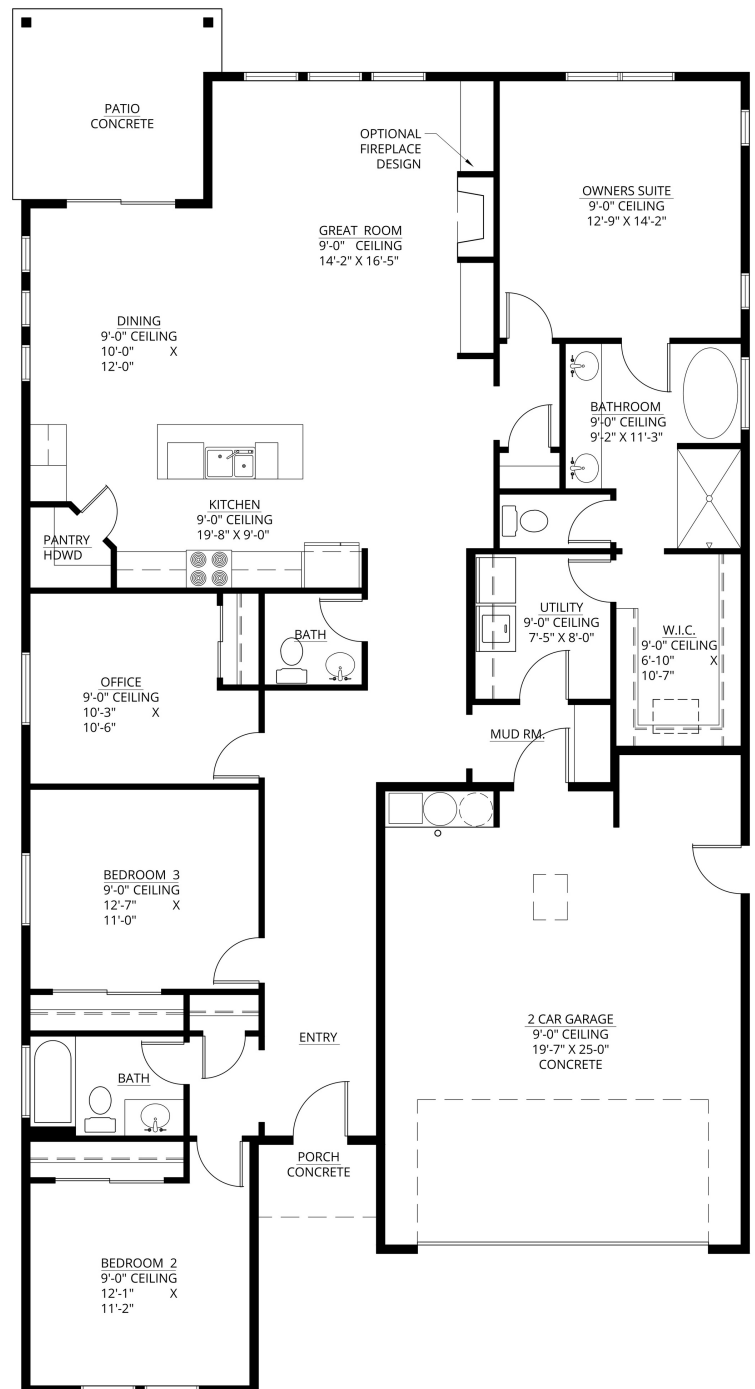 PATIO
CONCRETE
OPTIONAL
FIREPLACE
DESIGN
OWNERS SUITE
9'-0" CEILING
12'-9" X 14'-2"
GREAT ROOM
9'-0" CEILING
14'-2" X 16'-5"
DINING
9'-0" CEILING
10'-0" X
12'-0"
BATHROOM
9'-0" CEILING
9'-2" X 11'-3"
KITCHEN
9'-0" CEILING
19'-8" X 9'-0"
PANTRY
HDWD
UTILITY
9'-0" CEILING
7'-5" X 8'-0"
W.I.C.
9'-0" CEILING
6'-10" X
10'-7"
BATH
OFFICE
9'-0" CEILING
10'-3" X
10'-6"
MUD RM.
BEDROOM 3
9'-0" CEILING
12'-7" X
11'-0"
2 CAR GARAGE
9'-0" CEILING
19'-7" X 25'-0"
CONCRETE
ENTRY
BATH
PORCH
CONCRETE
BEDROOM 2
9'-0" CEILING
12'-1" X
11'-2"